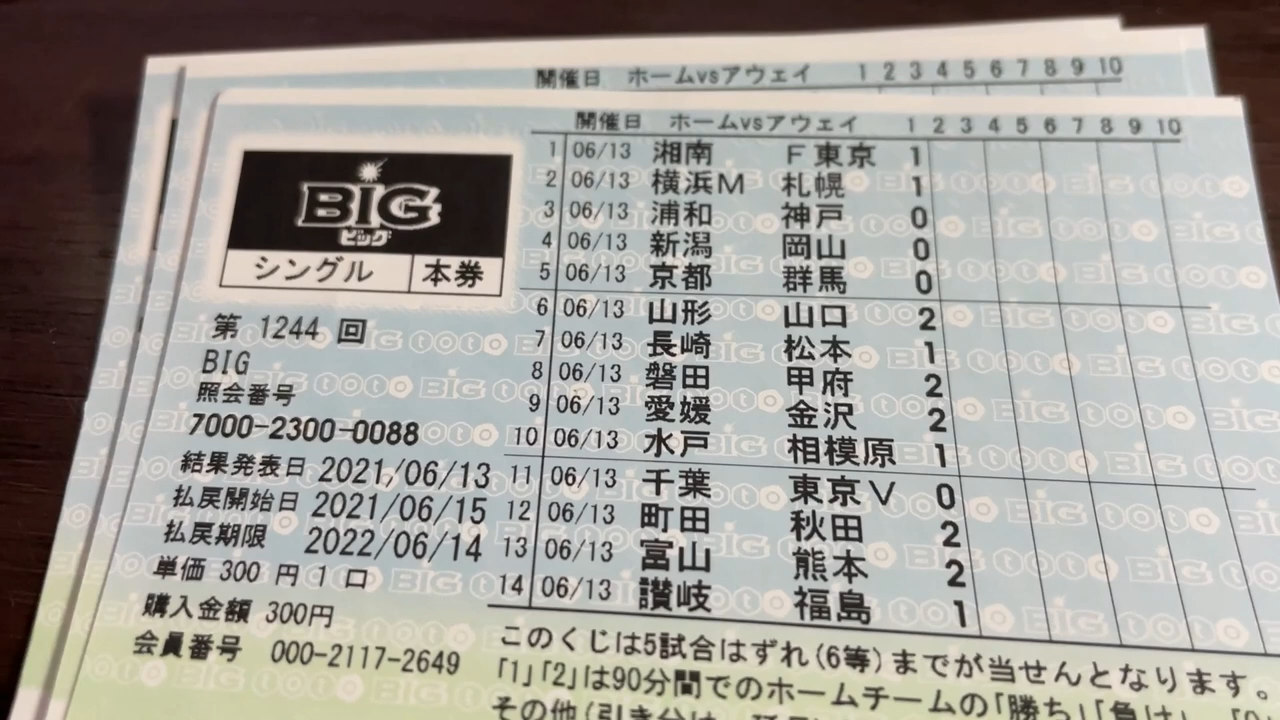 開催日 ホームvsアウェイ 1 2 3 4 5 6 7 8 9 10
開催日 ホームvsアウェイ 1 2 3 4 5 6 7 8 9 10
BIG
ビッグ
シングル 本券
第 1244 回
BIG
照会番号
7000-2300-0088
結果発表日 2021/06/13
払戻開始日 2021/06/15
払戻期限 2022/06/14
単価 300 円 1 口
購入金額 300円
会員番号 000-2117-2649
1 06/13 湘南 F東京 1
2 06/13 横浜M 札幌 1
3 06/13 浦和 神戸 0
4 06/13 新潟 岡山 0
5 06/13 京都 群馬 0
6 06/13 山形 山口 2
7 06/13 長崎 松本 1
8 06/13 磐田 甲府 2
9 06/13 愛媛 金沢 2
10 06/13 水戸 相模原 1
11 06/13 千葉 東京V 0
12 06/13 町田 秋田 2
13 06/13 富山 熊本 2
14 06/13 讃岐 福島 1
このくじは5試合はずれ(6等)までが当せんとなります。
「1」「2」は90分間でのホームチームの「勝ち」「負け」、
その他(引き分け